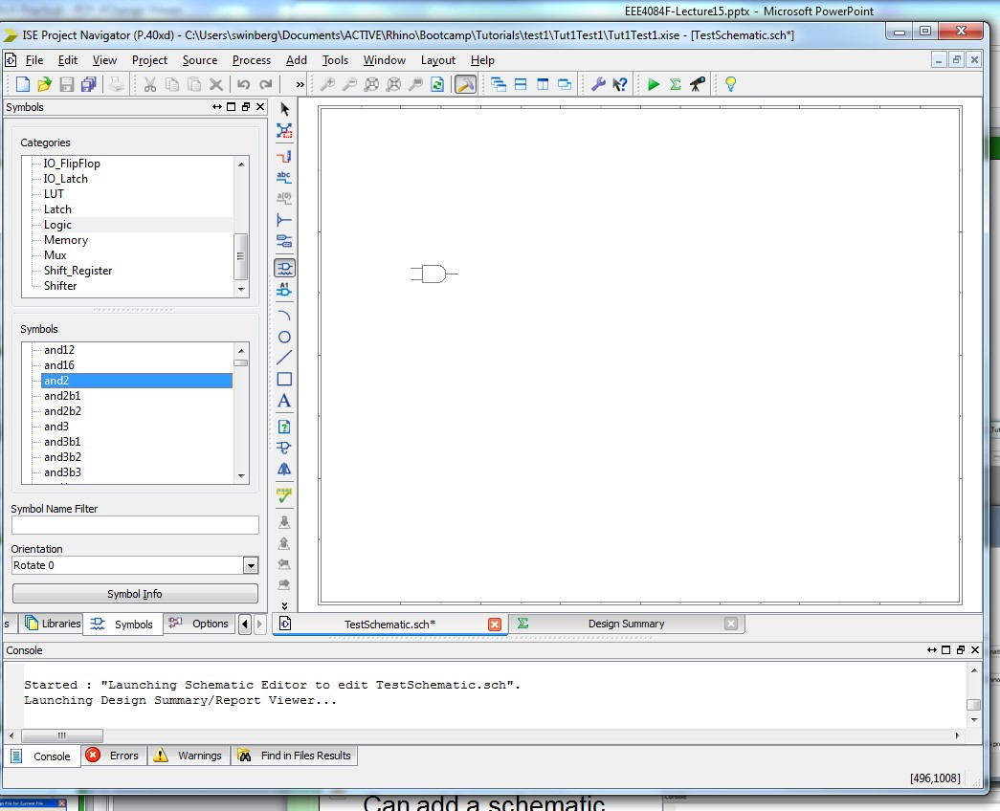 EEE4084F-Lecture15.pptx - Microsoft PowerPoint
ISE Project Navigator (P.40xd) - C:\Users\swinberg\Documents\ACTIVE\Rhino\Bootcamp\Tutorials\test1\Tut1Test1\Tut1Test1.xise - [TestSchematic.sch*]
File Edit View Project Source Process Add Tools Window Layout Help
Symbols
Categories
IO_FlipFlop
IO_Latch
LUT
Latch
Logic
Memory
Mux
Shift_Register
Shifter
Symbols
and12
and16
and2
and2b1
and2b2
and3
and3b1
and3b2
and3b3
Symbol Name Filter
Orientation
Rotate 0
Symbol Info
abc
a(0)
A1
A
s Libraries Symbols Options
TestSchematic.sch* Design Summary
Console
Started : "Launching Schematic Editor to edit TestSchematic.sch".
Launching Design Summary/Report Viewer...
Console Errors Warnings Find in Files Results
[496,1008]
Can add a schematic